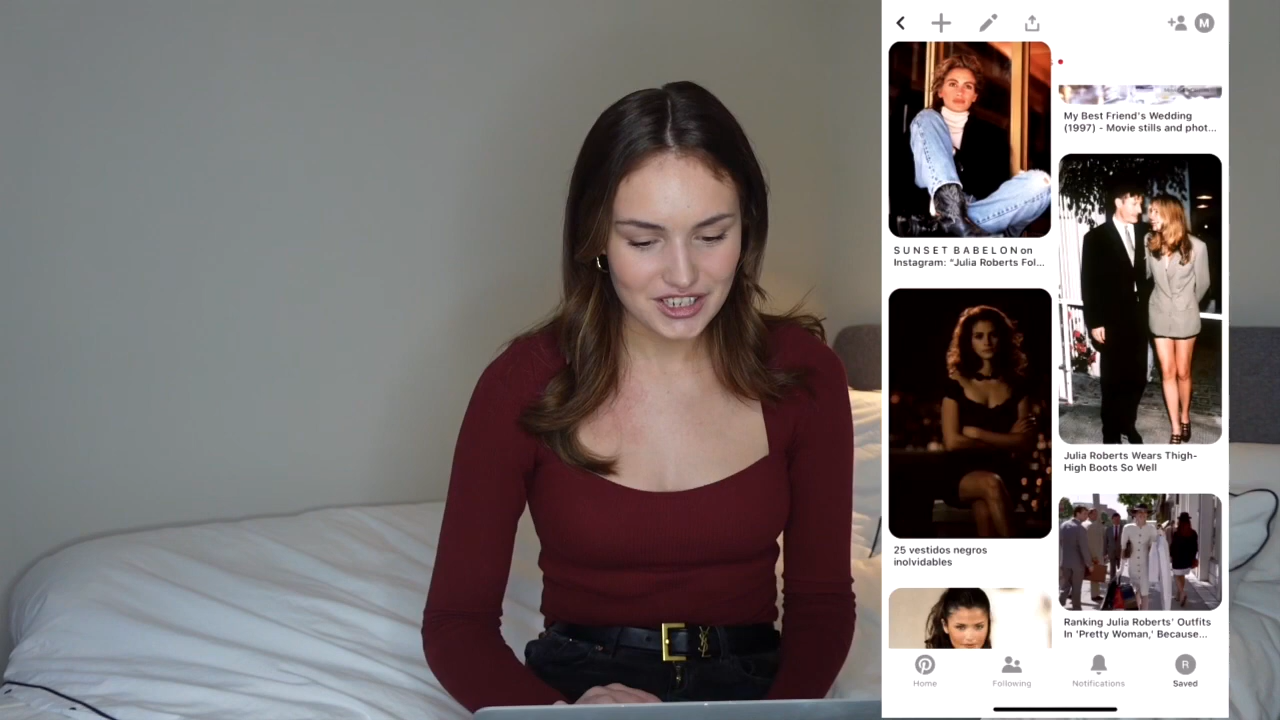 M
My Best Friend's Wedding
(1997) - Movie stills and phot...
S U N S E T B A B E L O N on
Instagram: “Julia Roberts Fol...
Julia Roberts Wears Thigh-
High Boots So Well
25 vestidos negros
inolvidables
Ranking Julia Roberts' Outfits
In 'Pretty Woman,' Because...
R
Home
Following
Notifications
Saved